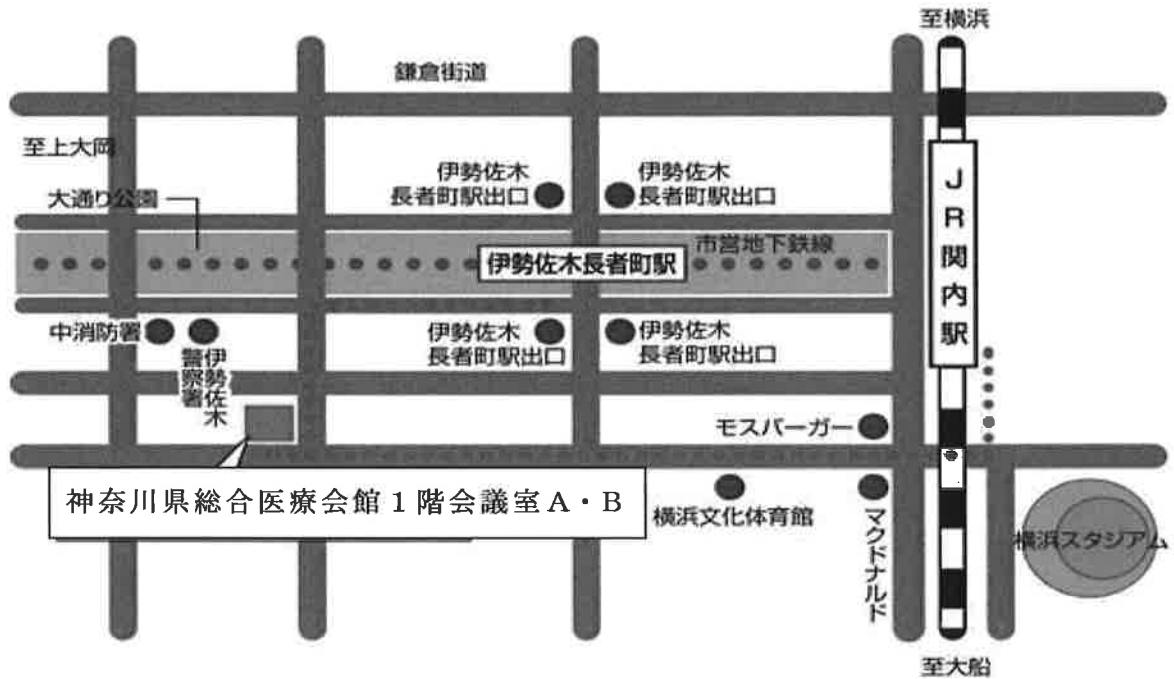 至横浜
鎌倉街道
至上大岡
大通り公園
伊勢佐木
長者町駅出口
伊勢佐木
長者町駅出口
JR関内駅
市営地下鉄線
伊勢佐木長者町駅
中消防署
伊勢佐木
警察署
伊勢佐木
長者町駅出口
伊勢佐木
長者町駅出口
モスバーガー
神奈川県総合医療会館1階会議室A・B
横浜文化体育館
マクドナルド
横浜スタジアム
至大船